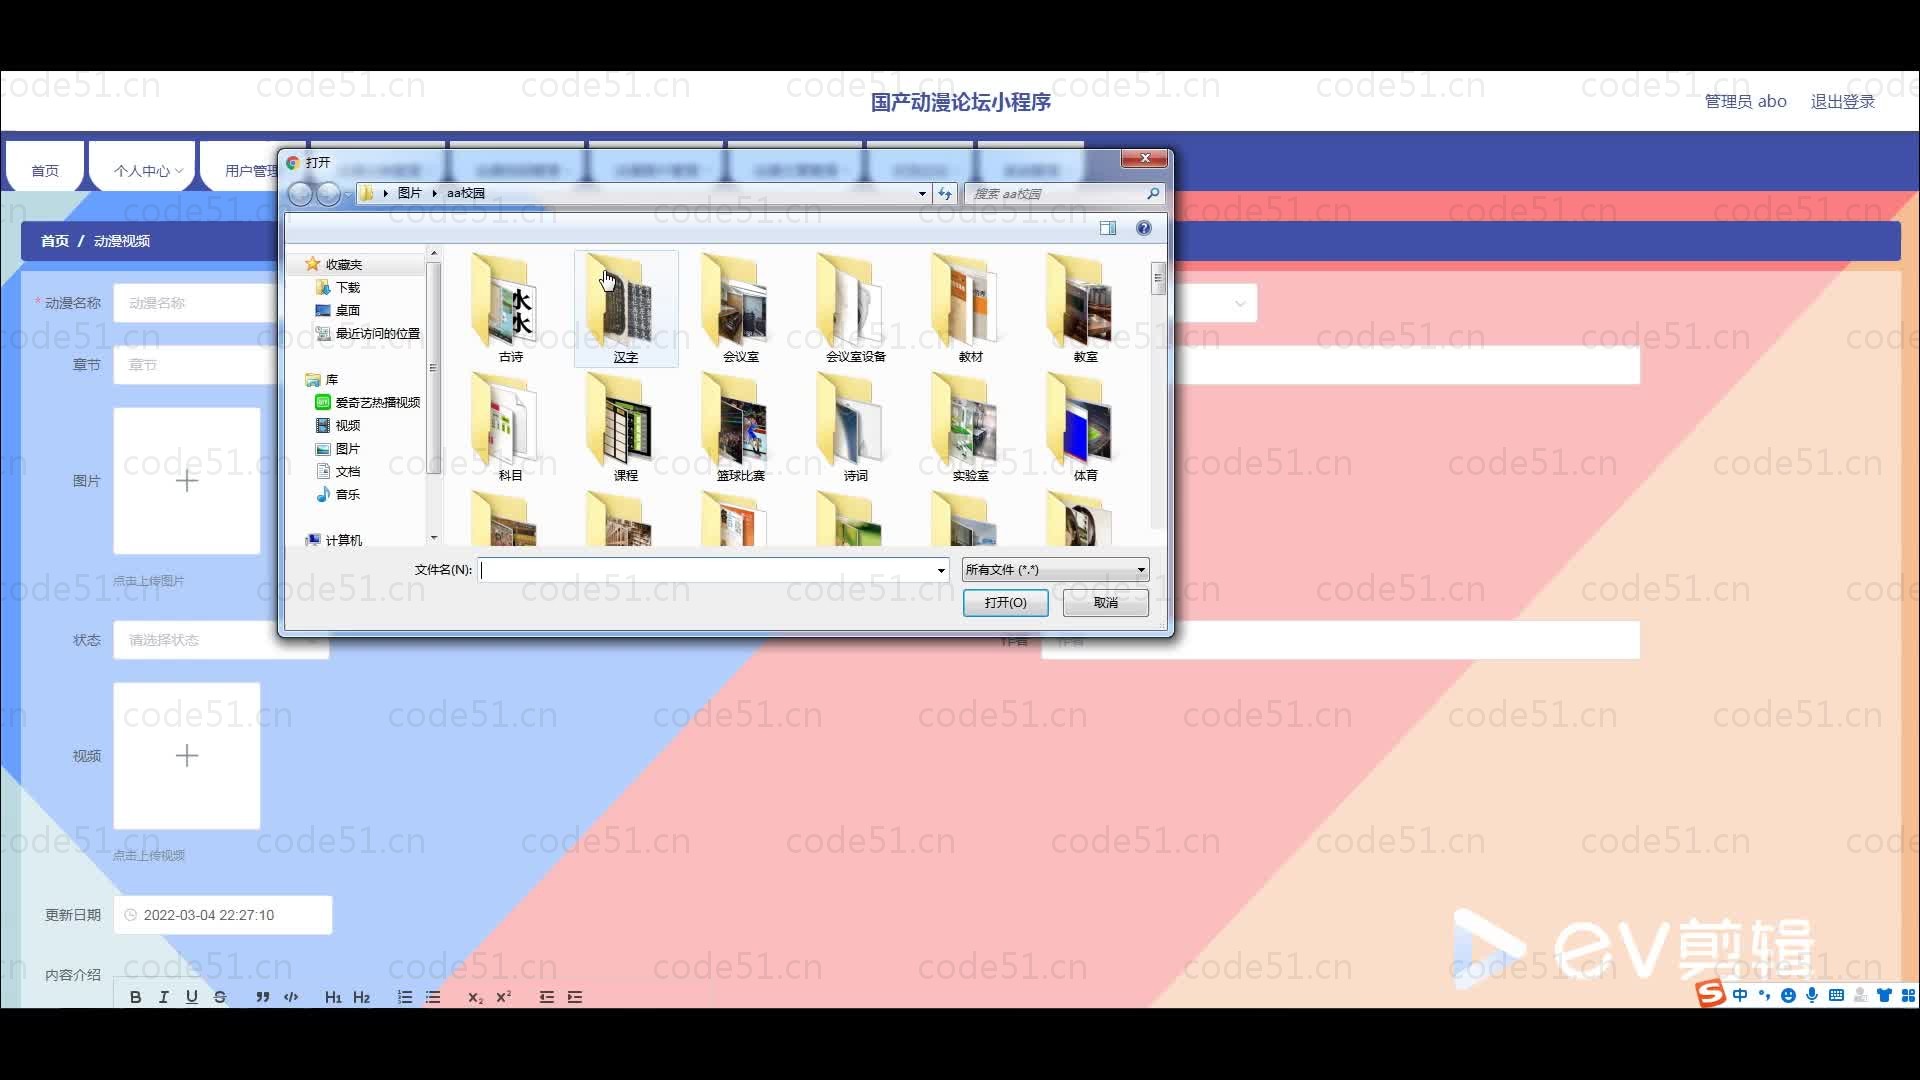 国产动漫论坛小程序
管理员 abo
退出登录
首页
个人中心
用户管理
打开
图片
aa校园
搜索 aa校园
首页 / 动漫视频
收藏夹
下载
桌面
最近访问的位置
库
爱奇艺热播视频
视频
图片
文档
音乐
计算机
古诗
汉字
会议室
会议室设备
教材
教室
科目
课程
篮球比赛
诗词
实验室
体育
文件名(N):
所有文件 (*.*)
打开(O)
取消
* 动漫名称
动漫名称
章节
章节
图片
点击上传图片
状态
请选择状态
作者
作者
视频
点击上传视频
更新日期
2022-03-04 22:27:10
内容介绍
B I U S H1 H2 X2 X2
ev剪辑
中
code51.cn